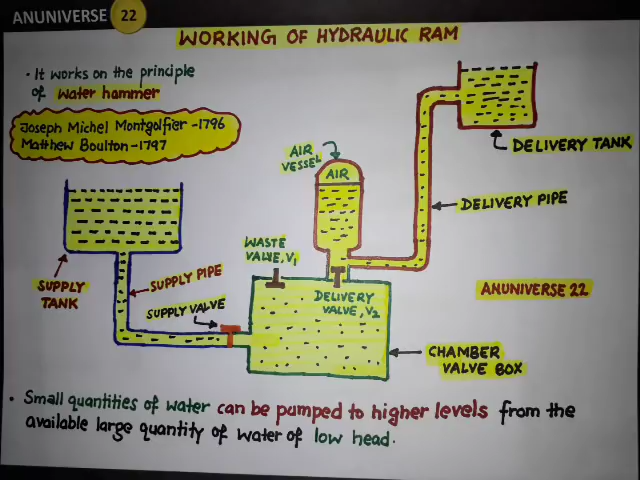 ANUNIVERSE 22
WORKING OF HYDRAULIC RAM
• It works on the principle
of water hammer
Joseph Michel Montgolfier -1796
Matthew Boulton -1797
AIR
VESSEL
AIR
DELIVERY TANK
DELIVERY PIPE
WASTE
VALVE, V1
SUPPLY PIPE
SUPPLY
TANK
SUPPLY VALVE
DELIVERY
VALVE, V2
ANUNIVERSE 22
CHAMBER
VALVE BOX
• Small quantities of water can be pumped to higher levels from the
available large quantity of water of low head.